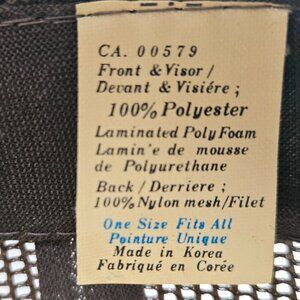 CA. 00579
Front & Visor /
Devant & Visiére ;
100% Polyester
Laminated Poly Foam
Lamin'e de mousse
de Polyurethane
Back / Derriere ;
100% Nylon mesh/Filet
One Size Fits All
Pointure Unique
Made in Korea
Fabriqué en Corée